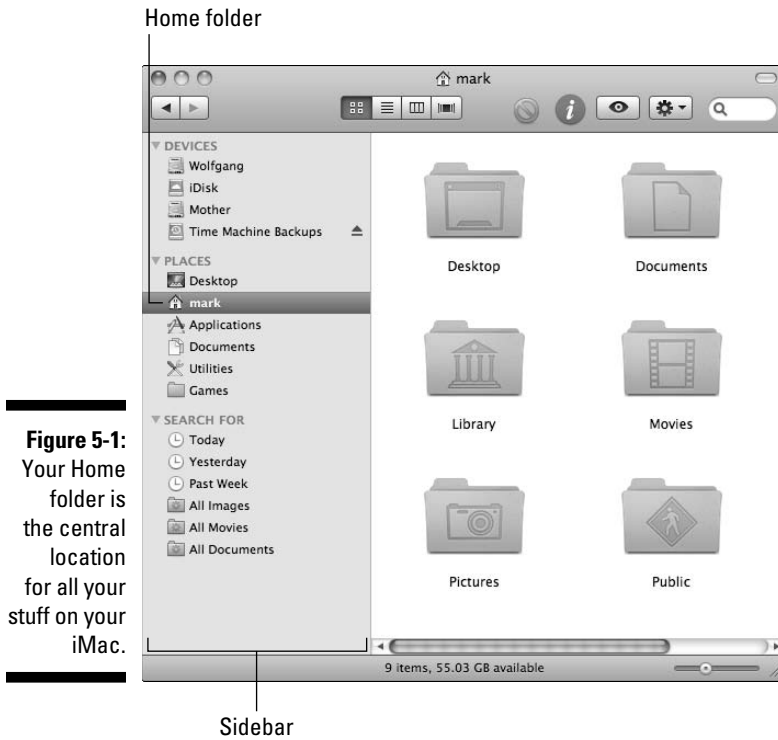 Home folder
mark
DEVICES
Wolfgang
iDisk
Mother
Time Machine Backups
PLACES
Desktop
mark
Applications
Documents
Utilities
Games
SEARCH FOR
Today
Yesterday
Past Week
All Images
All Movies
All Documents
Desktop
Documents
Library
Movies
Pictures
Public
9 items, 55.03 GB available
Sidebar
Figure 5-1:
Your Home
folder is
the central
location
for all your
stuff on your
iMac.